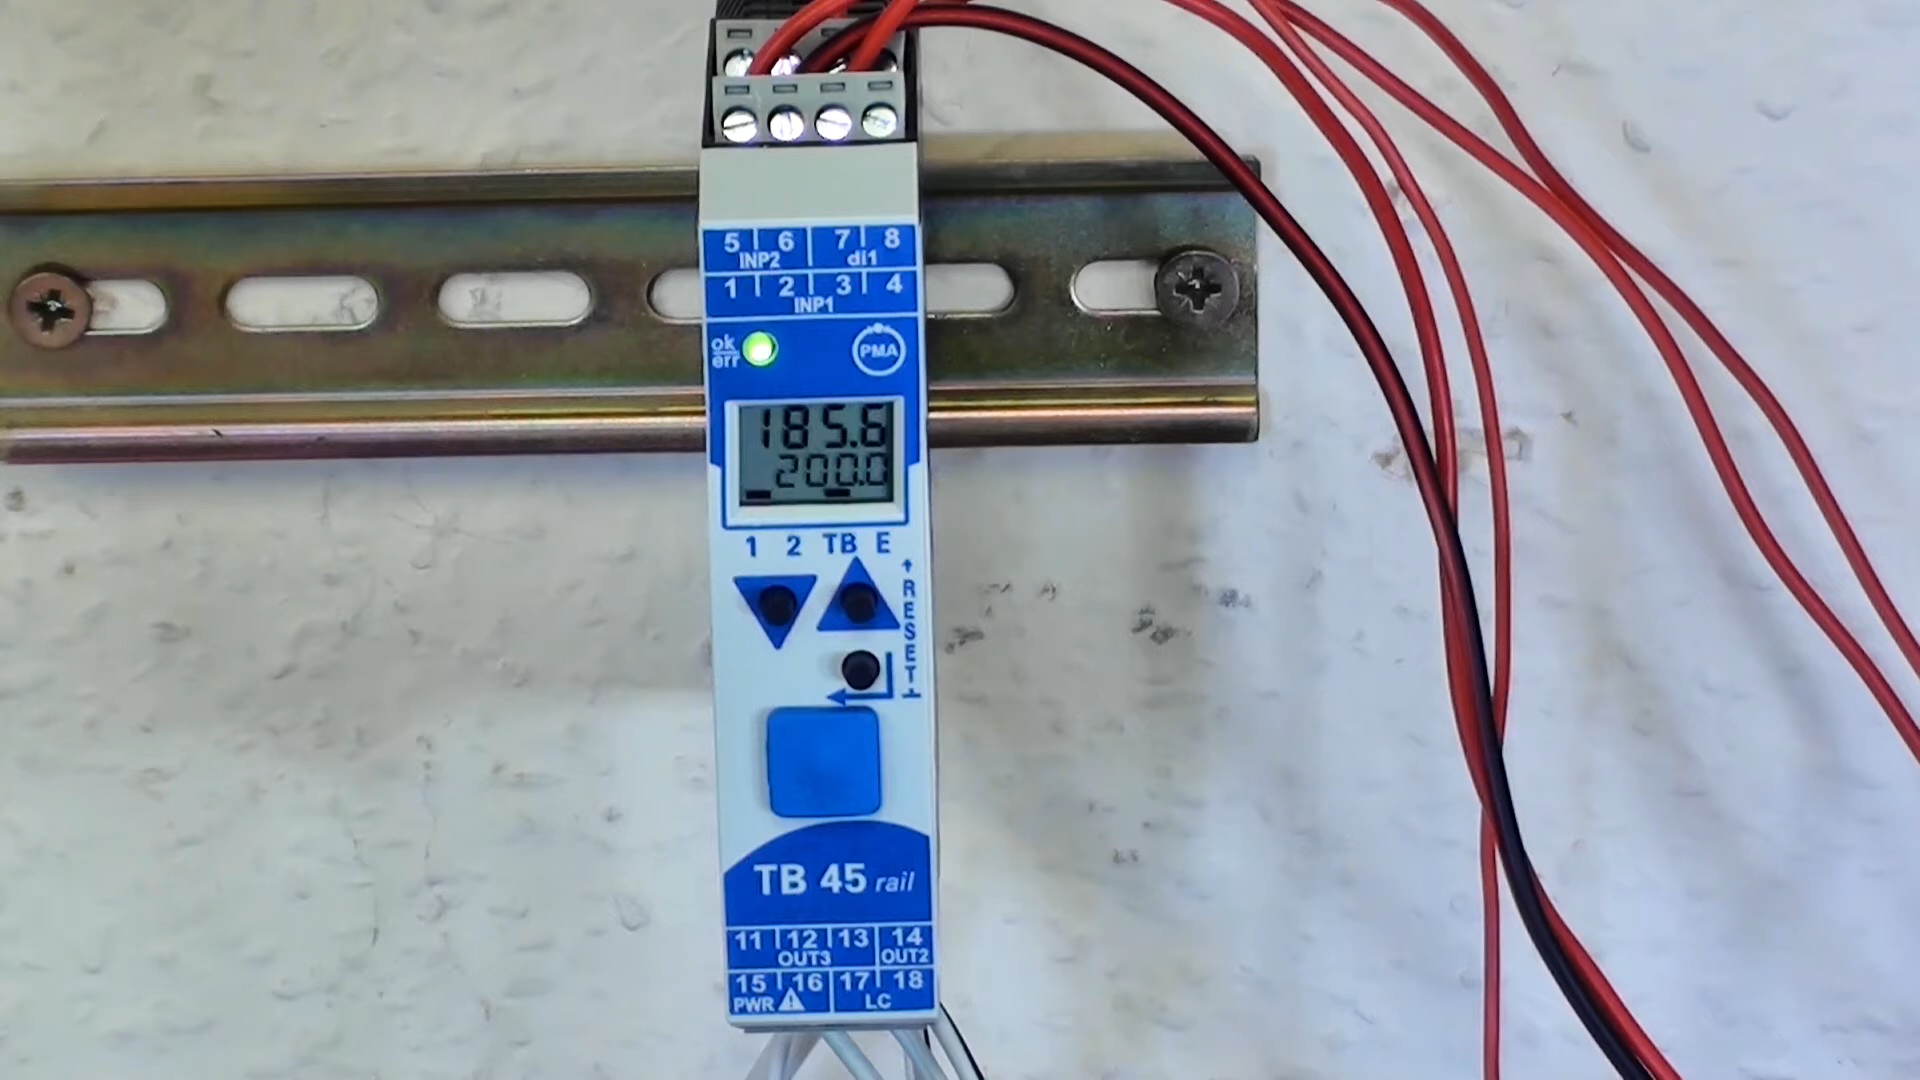 5 6 7 8
INP2 di1
1 2 3 4
INP1
ok
err
PMA
185.6
200.0
1 2 TB E
RESET
TB 45 rail
11 12 13 14
OUT3 OUT2
15 16 17 18
PWR LC